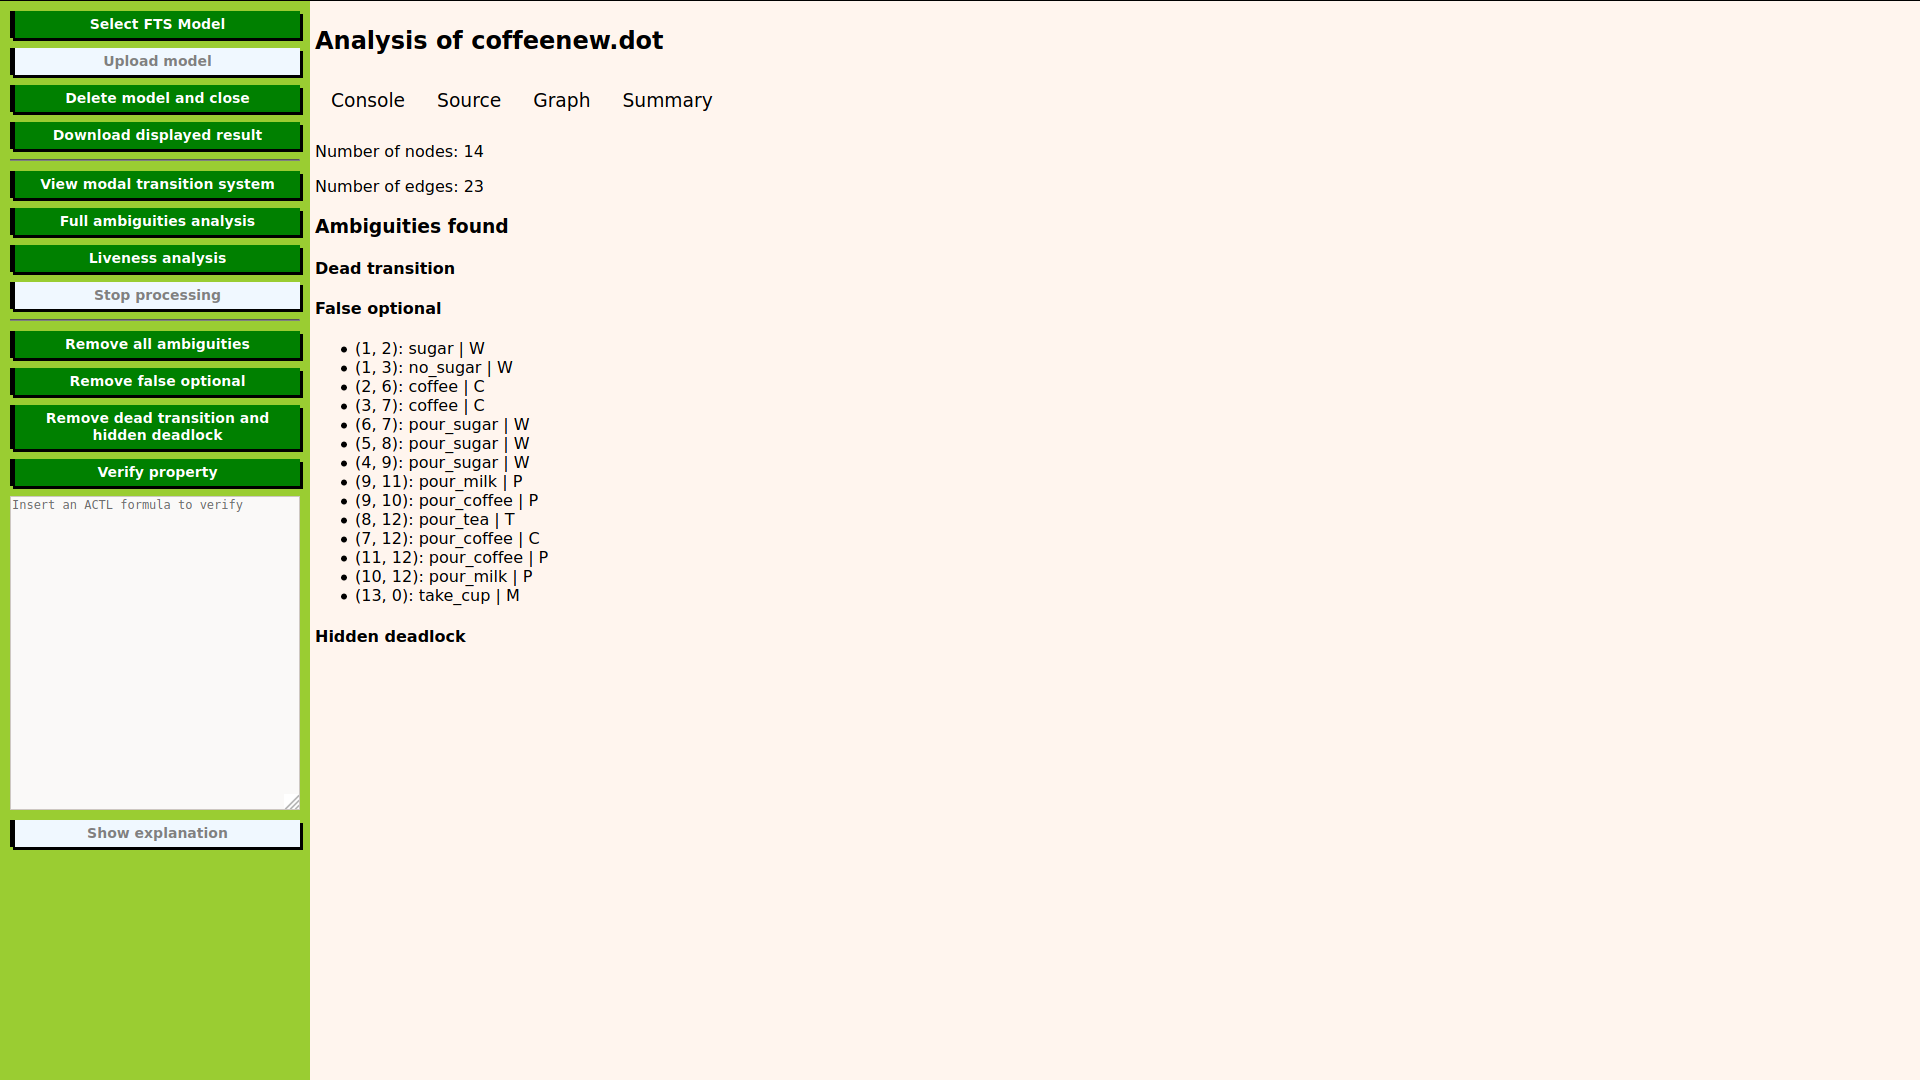 Select FTS Model
Upload model
Delete model and close
Download displayed result
View modal transition system
Full ambiguities analysis
Liveness analysis
Stop processing
Remove all ambiguities
Remove false optional
Remove dead transition and
hidden deadlock
Verify property
Insert an ACTL formula to verify
Show explanation
Analysis of coffeenew.dot
Console Source Graph Summary
Number of nodes: 14
Number of edges: 23
Ambiguities found
Dead transition
False optional
• (1, 2): sugar | W
• (1, 3): no_sugar | W
• (2, 6): coffee | C
• (3, 7): coffee | C
• (6, 7): pour_sugar | W
• (5, 8): pour_sugar | W
• (4, 9): pour_sugar | W
• (9, 11): pour_milk | P
• (9, 10): pour_coffee | P
• (8, 12): pour_tea | T
• (7, 12): pour_coffee | C
• (11, 12): pour_coffee | P
• (10, 12): pour_milk | P
• (13, 0): take_cup | M
Hidden deadlock